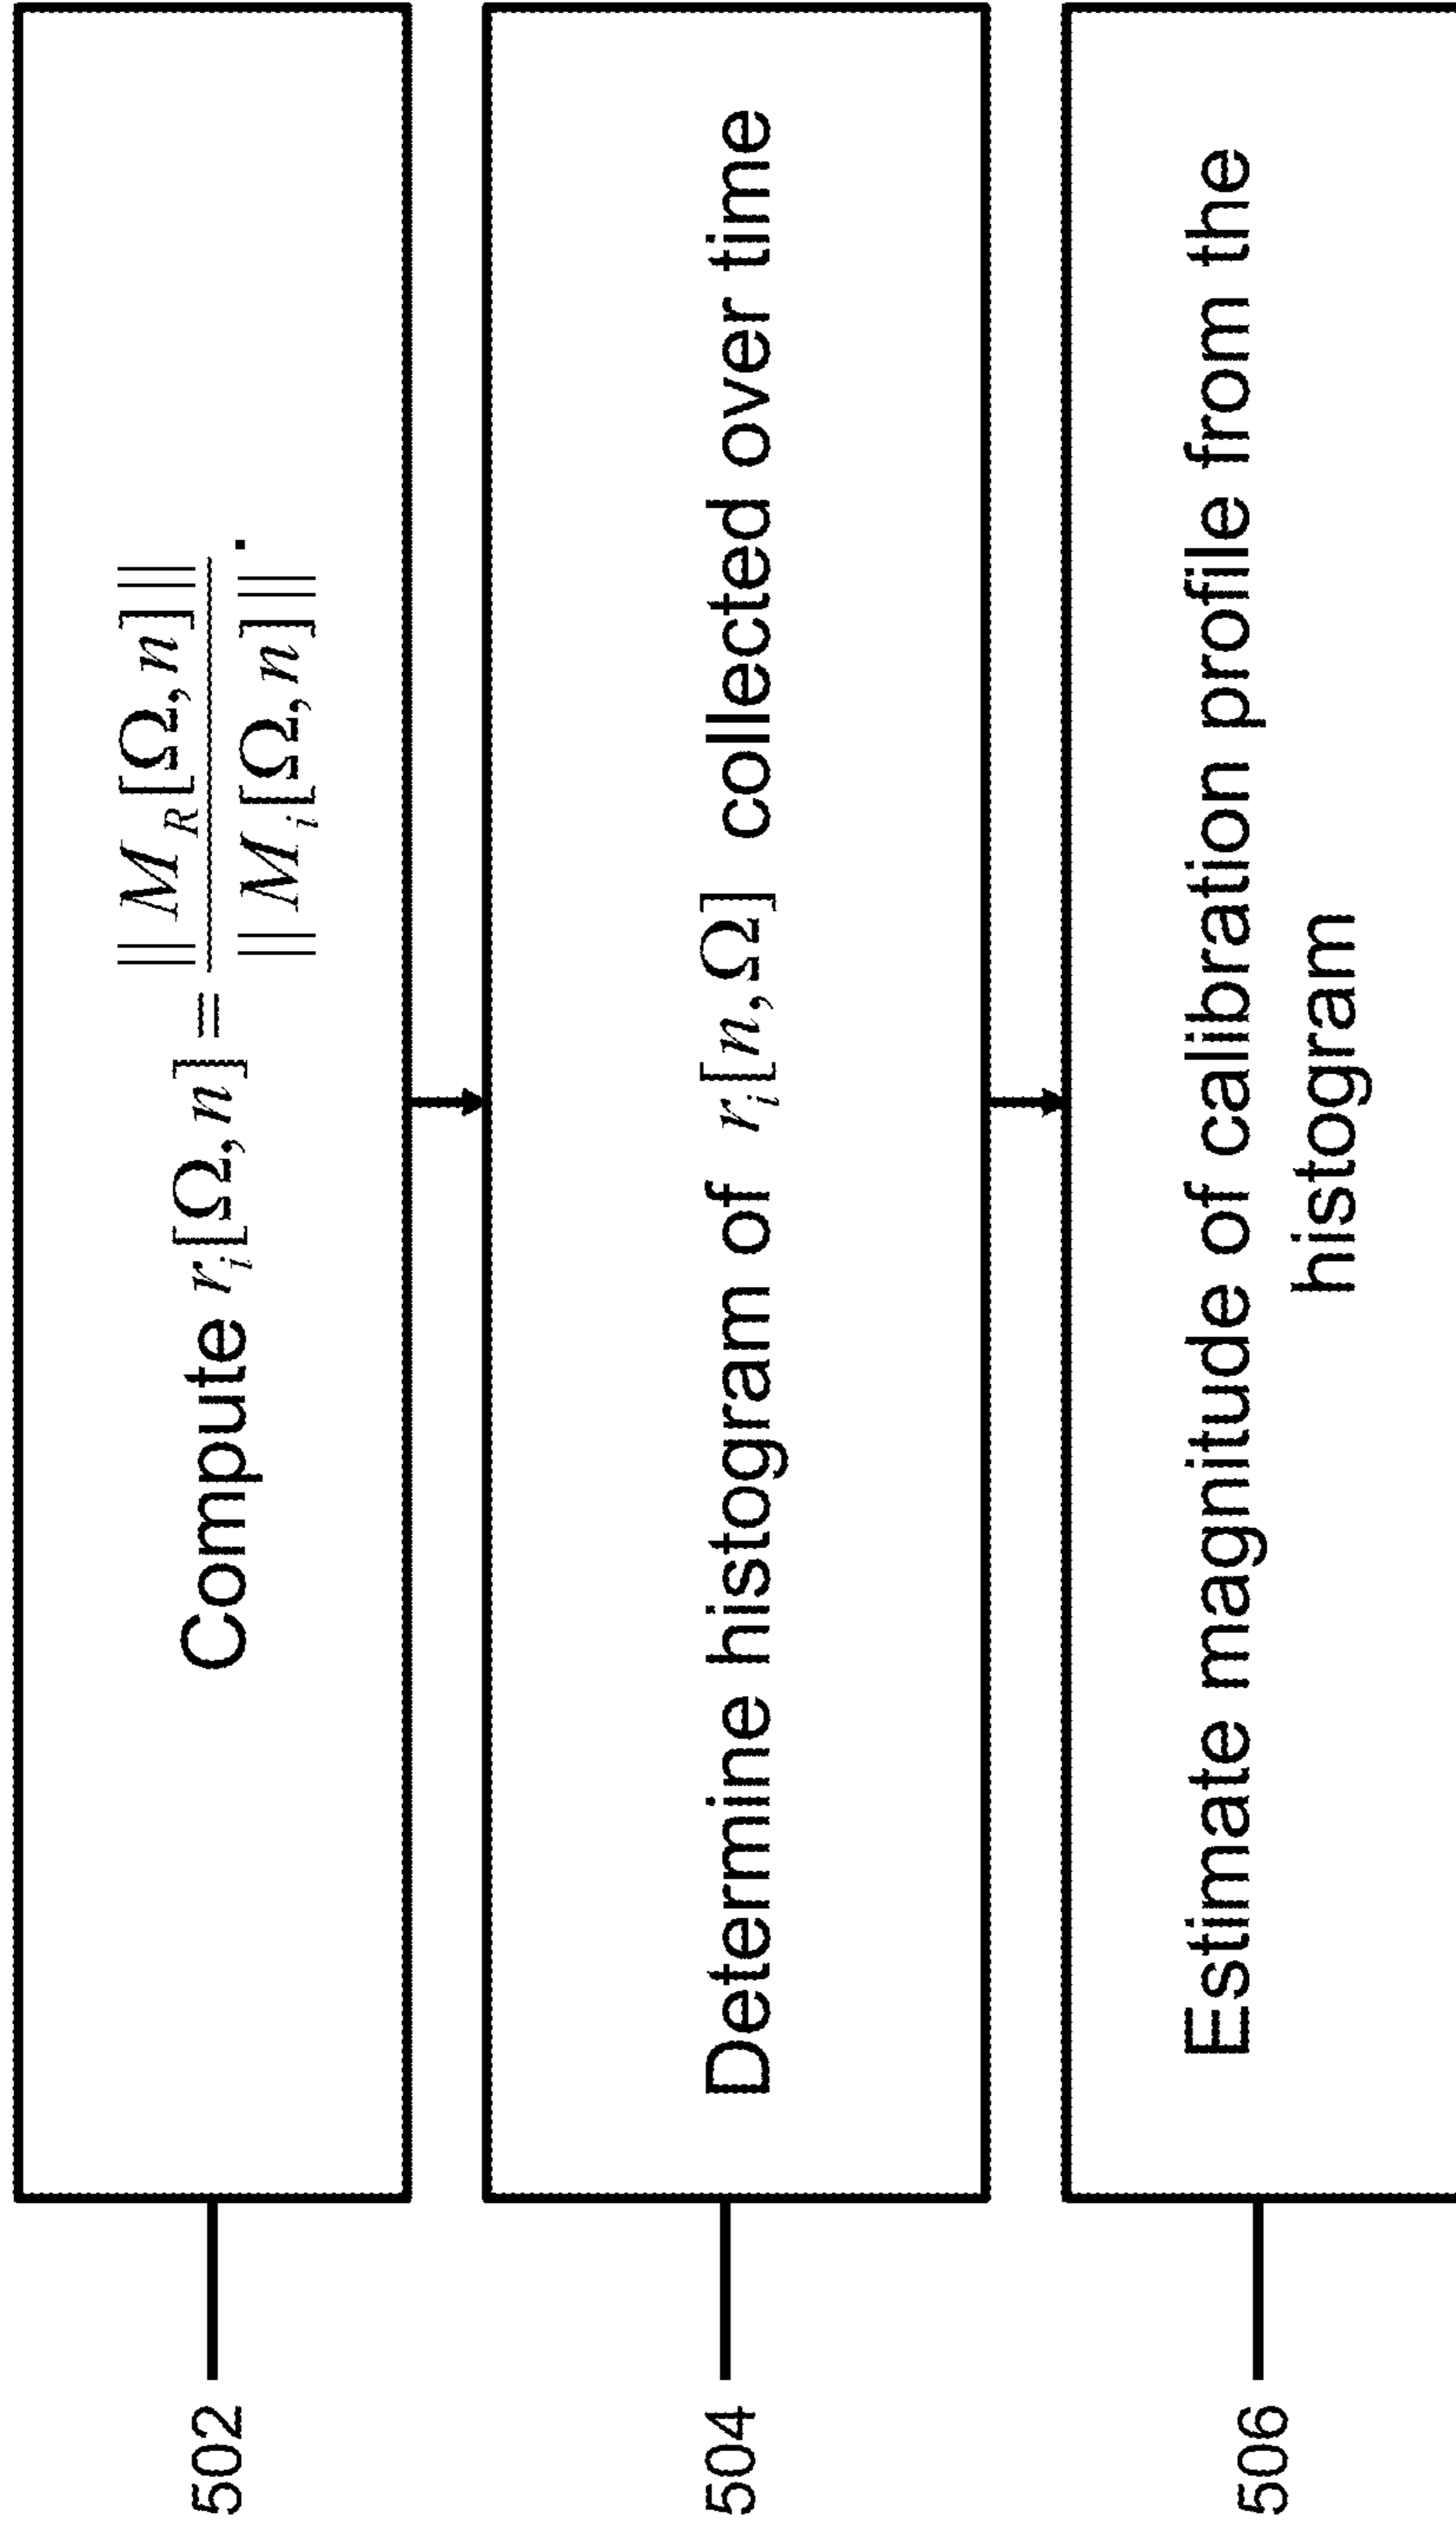 502
Compute r_i[Ω,n] = ‖M_R[Ω,n]‖ / ‖M_i[Ω,n]‖.
504
Determine histogram of r_i[n,Ω] collected over time
506
Estimate magnitude of calibration profile from the
histogram